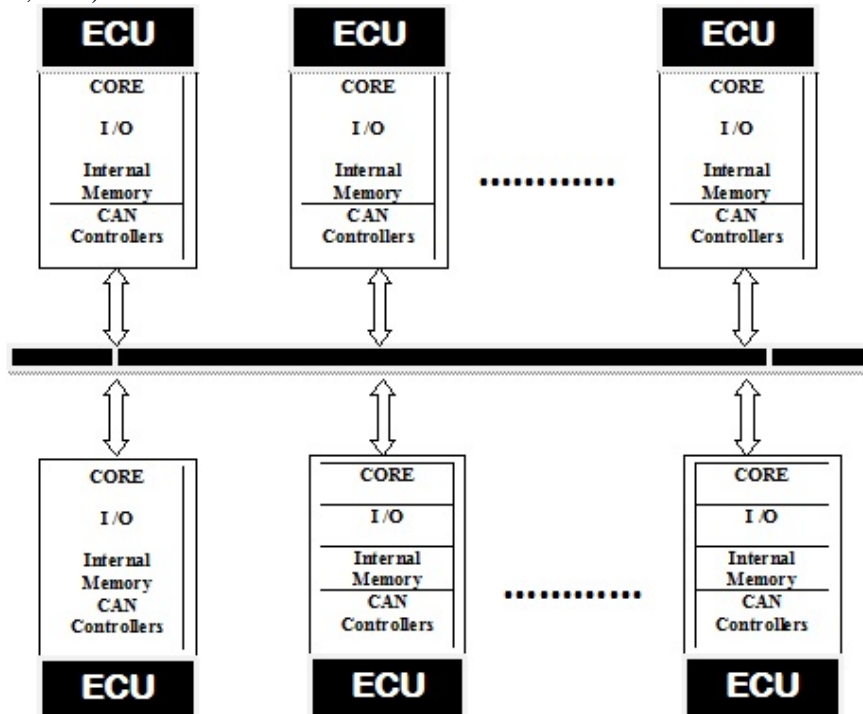 ECU
CORE
I/O
Internal
Memory
CAN
Controllers
ECU
CORE
I/O
Internal
Memory
CAN
Controllers
ECU
CORE
I/O
Internal
Memory
CAN
Controllers
CORE
I/O
Internal
Memory
CAN
Controllers
ECU
CORE
I/O
Internal
Memory
CAN
Controllers
ECU
CORE
I/O
Internal
Memory
CAN
Controllers
ECU